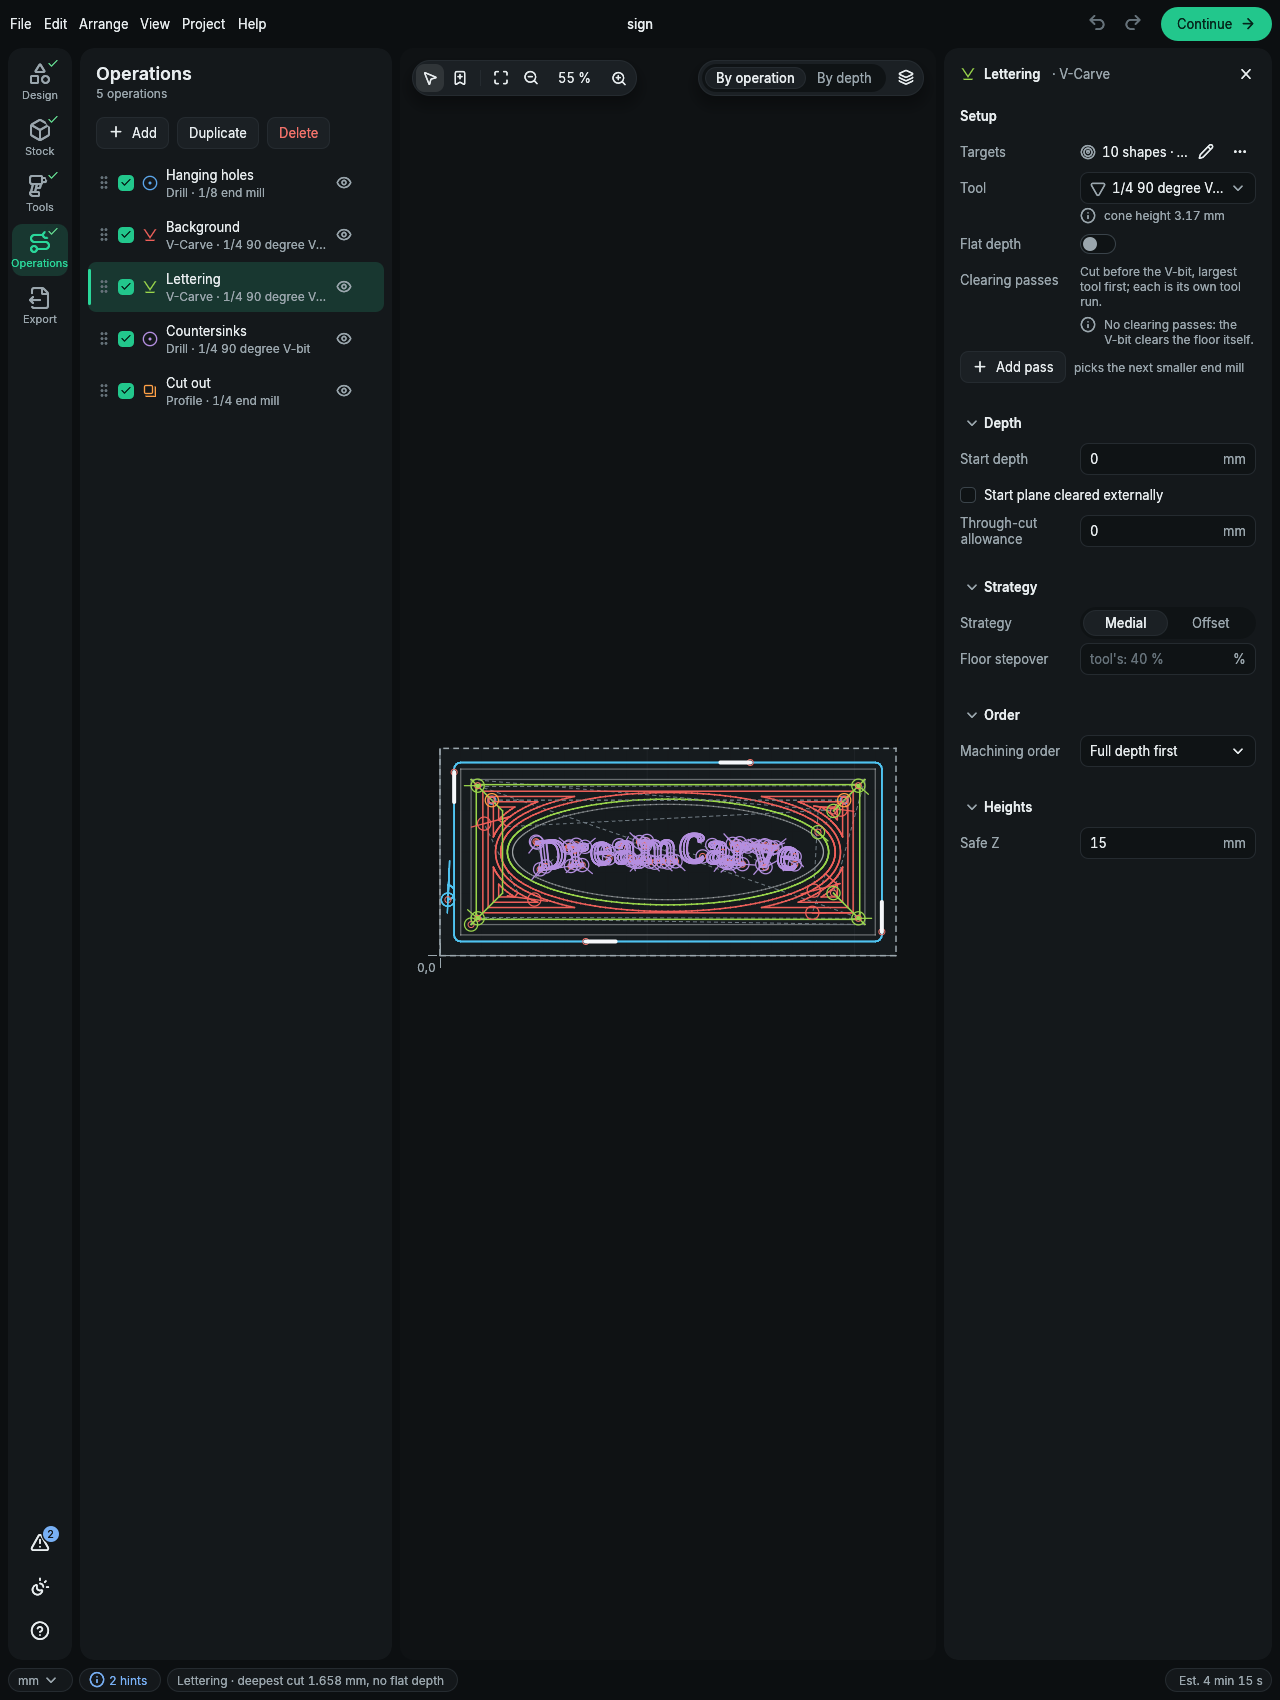 File Edit Arrange View Project Help
sign
Continue
Design
Stock
Tools
Operations
Export
2
Operations
5 operations
Add
Duplicate
Delete
Hanging holes
Drill · 1/8 end mill
Background
V-Carve · 1/4 90 degree V...
Lettering
V-Carve · 1/4 90 degree V...
Countersinks
Drill · 1/4 90 degree V-bit
Cut out
Profile · 1/4 end mill
55 %
By operation
By depth
DreamCarve
0,0
Lettering · V-Carve
Setup
Targets
10 shapes · ...
Tool
1/4 90 degree V...
cone height 3.17 mm
Flat depth
Clearing passes
Cut before the V-bit, largest
tool first; each is its own tool
run.
No clearing passes: the
V-bit clears the floor itself.
Add pass
picks the next smaller end mill
Depth
Start depth
0 mm
Start plane cleared externally
Through-cut
allowance
0 mm
Strategy
Strategy
Medial
Offset
Floor stepover
tool's: 40 %
%
Order
Machining order
Full depth first
Heights
Safe Z
15 mm
mm
2 hints
Lettering · deepest cut 1.658 mm, no flat depth
Est. 4 min 15 s